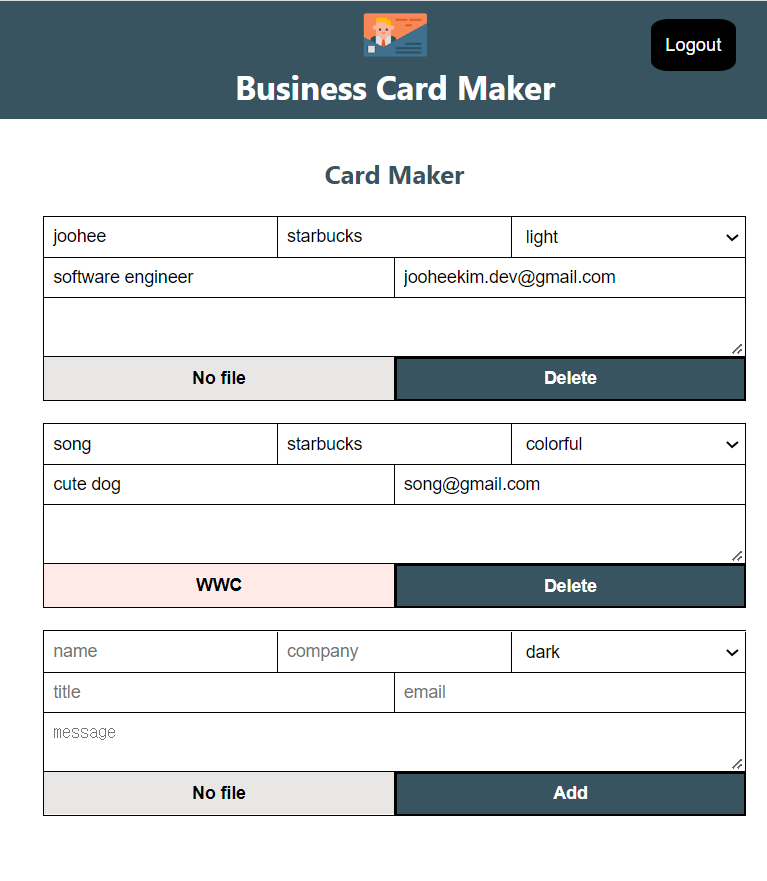 Logout
Business Card Maker
Card Maker
joohee starbucks light
software engineer jooheekim.dev@gmail.com
No file Delete
song starbucks colorful
cute dog song@gmail.com
WWC Delete
name company dark
title email
message
No file Add